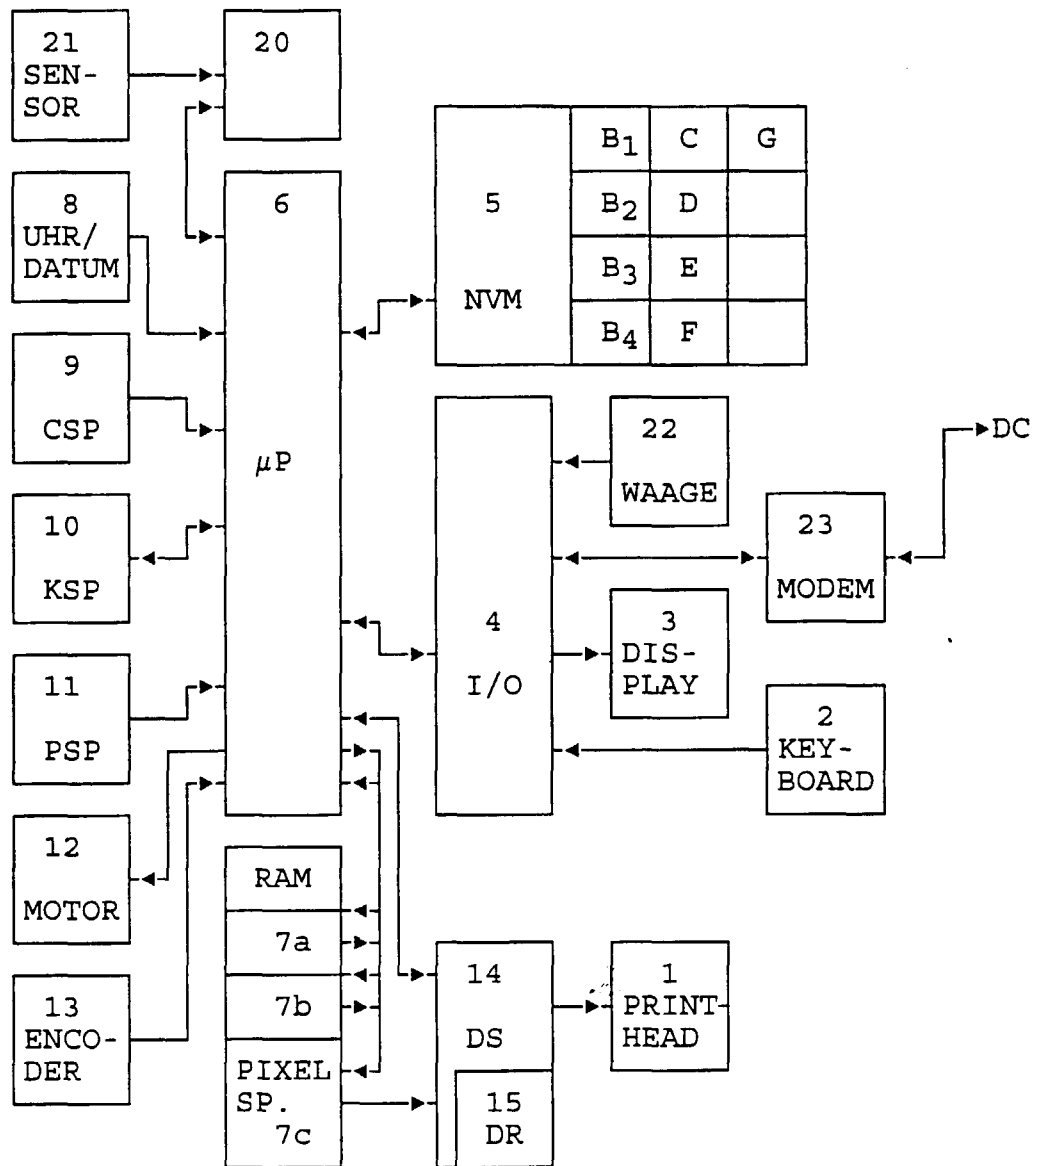 21
SEN-
SOR
20
8
UHR/
DATUM
6
μP
5
NVM
B1 C G
B2 D
B3 E
B4 F
9
CSP
10
KSP
11
PSP
12
MOTOR
13
ENCO-
DER
4
I/O
22
WAAGE
DC
23
MODEM
3
DIS-
PLAY
2
KEY-
BOARD
RAM
7a
7b
PIXEL
SP.
7c
14
DS
15
DR
1
PRINT-
HEAD